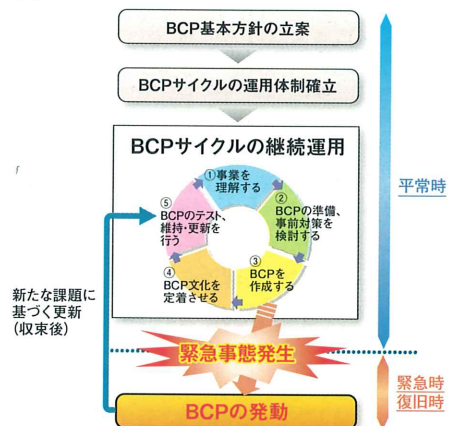 BCP基本方針の立案
BCPサイクルの運用体制確立
BCPサイクルの継続運用
①事業を
理解する
②
BCPの準備、
事前対策を
検討する
③
BCPを
作成する
④
BCP文化を
定着させる
⑤
BCPのテスト、
維持・更新を
行う
平常時
新たな課題に
基づく更新
(収束後)
緊急事態発生
緊急時
復旧時
BCPの発動